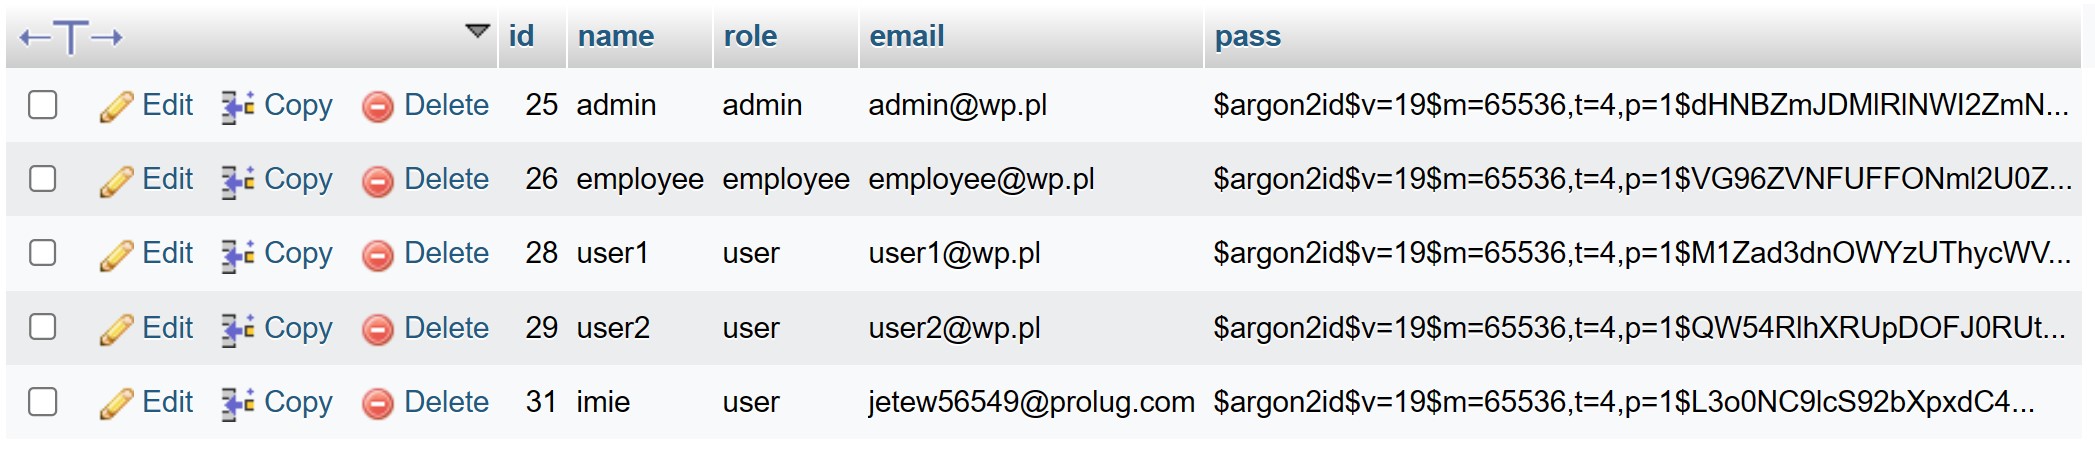 id name role email pass
Edit Copy Delete 25 admin admin admin@wp.pl $argon2id$v=19$m=65536,t=4,p=1$dHNBZmJDMlRlNWI2ZmN...
Edit Copy Delete 26 employee employee employee@wp.pl $argon2id$v=19$m=65536,t=4,p=1$VG96ZVNFUFFONml2U0Z...
Edit Copy Delete 28 user1 user user1@wp.pl $argon2id$v=19$m=65536,t=4,p=1$M1Zad3dnOWYzUThycWV...
Edit Copy Delete 29 user2 user user2@wp.pl $argon2id$v=19$m=65536,t=4,p=1$QW54RlhXRUpDOFJ0RUt...
Edit Copy Delete 31 imie user jetew56549@prolug.com $argon2id$v=19$m=65536,t=4,p=1$L3o0NC9lcS92bXpxdC4...